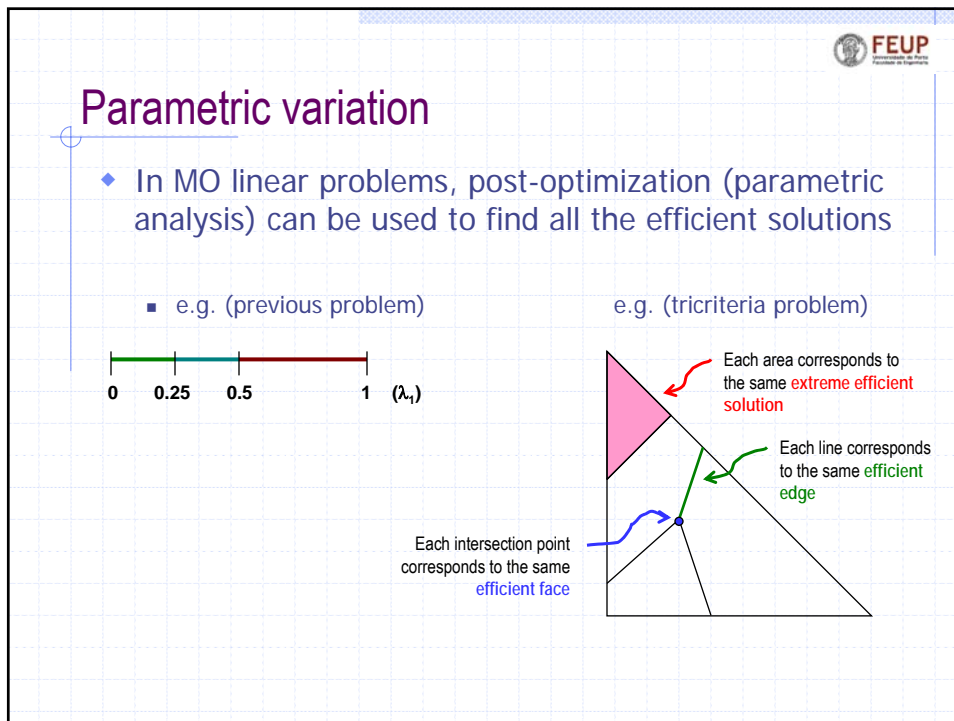 FEUP
Universidade do Porto
Faculdade de Engenharia
Parametric variation
In MO linear problems, post-optimization (parametric
analysis) can be used to find all the efficient solutions
e.g. (previous problem)
0 0.25 0.5 1 (λ₁)
e.g. (tricriteria problem)
Each area corresponds to
the same extreme efficient
solution
Each line corresponds
to the same efficient
edge
Each intersection point
corresponds to the same
efficient face